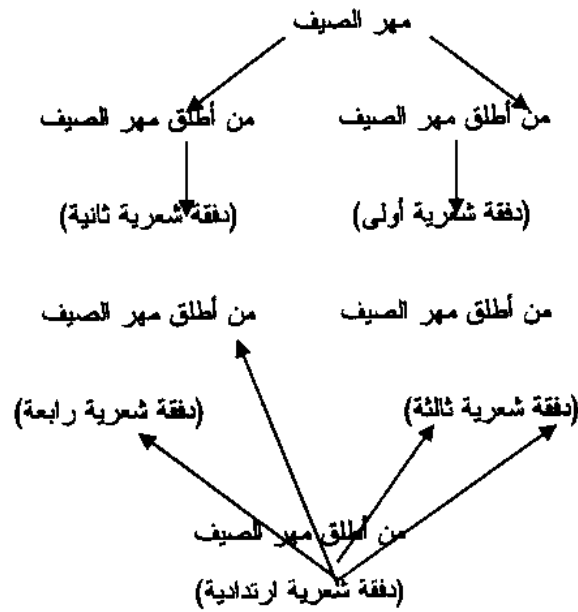 مهر الصيف
من أطلق مهر الصيف
من أطلق مهر الصيف
(دفقة شعرية أولى)
(دفقة شعرية ثانية)
من أطلق مهر الصيف
من أطلق مهر الصيف
(دفقة شعرية ثالثة)
(دفقة شعرية رابعة)
من أطلق مهر الصيف
(دفقة شعرية ارتدادية)